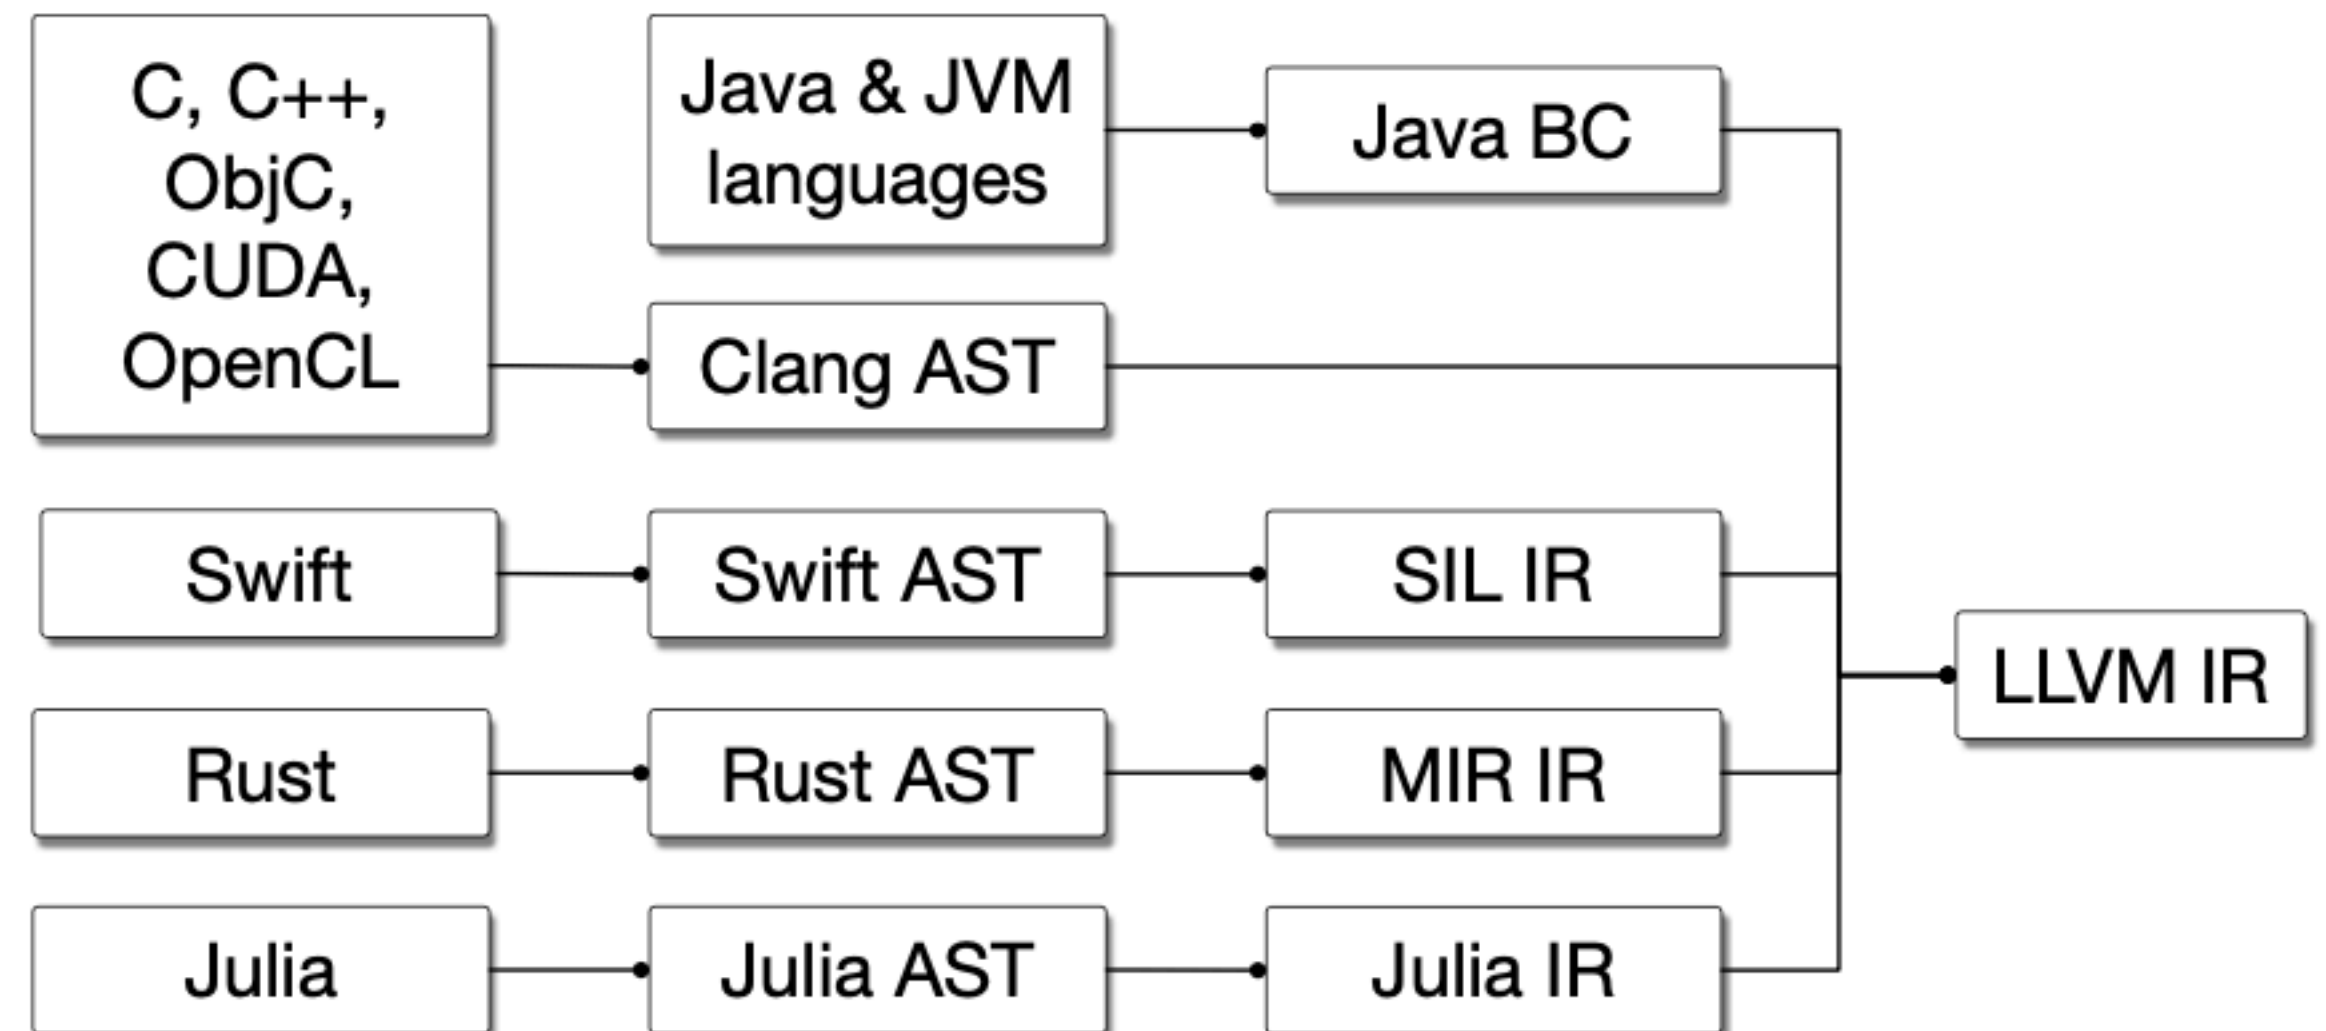 C, C++,
ObjC,
CUDA,
OpenCL
Java & JVM
languages
Java BC
Clang AST
Swift
Swift AST
SIL IR
LLVM IR
Rust
Rust AST
MIR IR
Julia
Julia AST
Julia IR